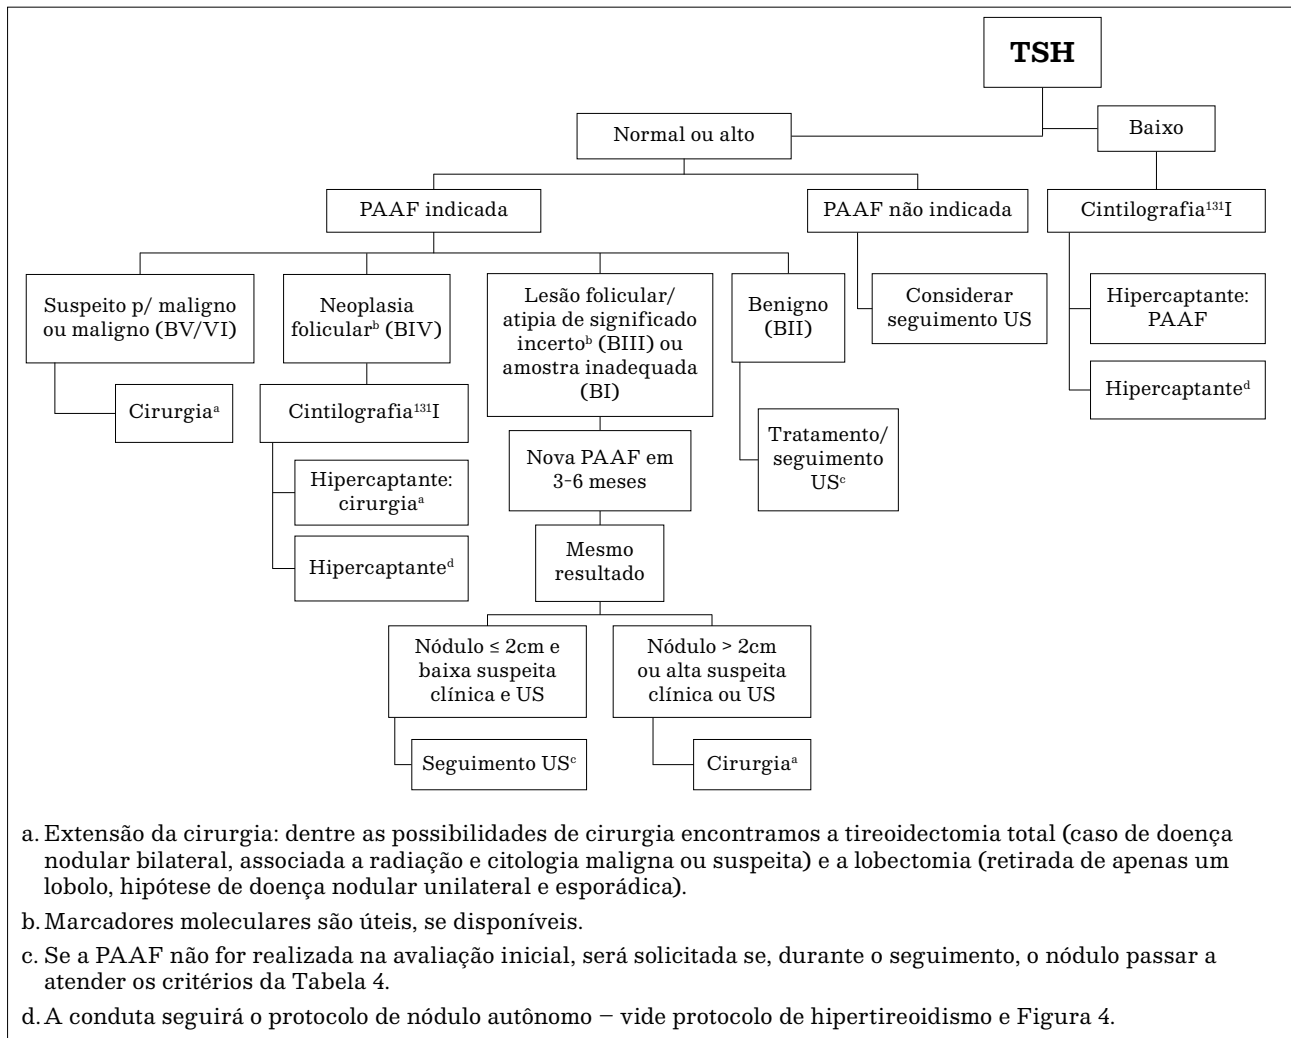 TSH
Normal ou alto
Baixo
PAAF indicada
PAAF não indicada
Cintilografia¹³¹I
Suspeito p/ maligno
ou maligno (BV/VI)
Neoplasia
folicularᵇ (BIV)
Lesão folicular/
atipia de significado
incertoᵇ (BIII) ou
amostra inadequada
(BI)
Benigno
(BII)
Considerar
seguimento US
Hipercaptante:
PAAF
Hipercaptanteᵈ
Cirurgiaᵃ
Cintilografia¹³¹I
Nova PAAF em
3-6 meses
Tratamento/
seguimento
USᶜ
Hipercaptante:
cirurgiaᵃ
Hipercaptanteᵈ
Mesmo
resultado
Nódulo ≤ 2cm e
baixa suspeita
clínica e US
Nódulo > 2cm
ou alta suspeita
clínica ou US
Seguimento USᶜ
Cirurgiaᵃ
a. Extensão da cirurgia: dentre as possibilidades de cirurgia encontramos a tireoidectomia total (caso de doença
nodular bilateral, associada a radiação e citologia maligna ou suspeita) e a lobectomia (retirada de apenas um
lobolo, hipótese de doença nodular unilateral e esporádica).
b. Marcadores moleculares são úteis, se disponíveis.
c. Se a PAAF não for realizada na avaliação inicial, será solicitada se, durante o seguimento, o nódulo passar a
atender os critérios da Tabela 4.
d. A conduta seguirá o protocolo de nódulo autônomo – vide protocolo de hipertireoidismo e Figura 4.